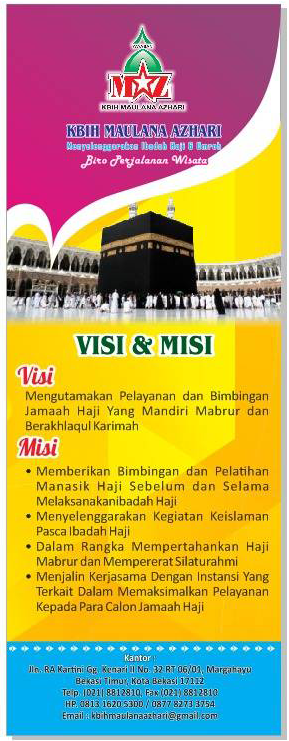 YAYASAN
MAZ
KBIH MAULANA AZHARI
KBIH MAULANA AZHARI
Menyelenggarakan Ibadah Haji & Umroh
Biro Perjalanan Wisata
VISI & MISI
Visi
Mengutamakan Pelayanan dan Bimbingan
Jamaah Haji Yang Mandiri Mabrur dan
Berakhlaqul Karimah
Misi
• Memberikan Bimbingan dan Pelatihan
Manasik Haji Sebelum dan Selama
Melaksanakanibadah Haji
• Menyelenggarakan Kegiatan Keislaman
Pasca Ibadah Haji
• Dalam Rangka Mempertahankan Haji
Mabrur dan Mempererat Silaturahmi
• Menjalin Kerjasama Dengan Instansi Yang
Terkait Dalam Memaksimalkan Pelayanan
Kepada Para Calon Jamaah Haji
Kantor :
Jln. RA Kartini Gg. Kenari II No. 32 RT 06/01, Margahayu
Bekasi Timur, Kota Bekasi 17112
Telp. (021) 8812810, Fax (021) 8812810
HP. 0813 1620 5300 / 0877 8273 3754
Email : kbihmaulanaazhari@gmail.com